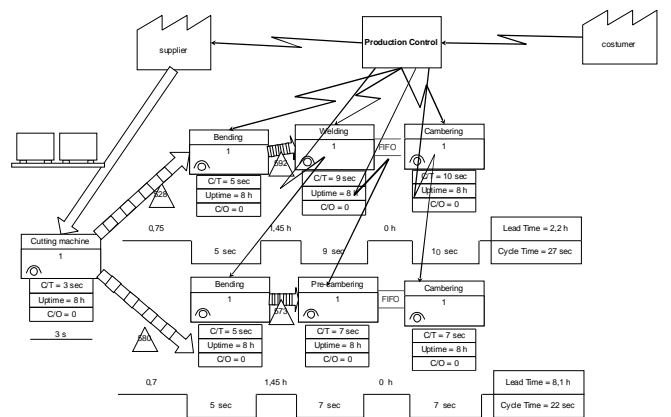 supplier
Production Control
costumer
Bending
1
C/T = 5 sec
Uptime = 8 h
C/O = 0
592
Welding
1
C/T = 9 sec
Uptime = 8 h
C/O = 0
FIFO
Cambering
1
C/T = 10 sec
Uptime = 8 h
C/O = 0
528
Cutting machine
1
C/T = 3 sec
Uptime = 8 h
C/O = 0
3 s
0,75
5 sec
1,45 h
9 sec
0 h
10 sec
Lead Time = 2,2 h
Cycle Time = 27 sec
580
Bending
1
C/T = 5 sec
Uptime = 8 h
C/O = 0
573
Pre-cambering
1
C/T = 7 sec
Uptime = 8 h
C/O = 0
FIFO
Cambering
1
C/T = 7 sec
Uptime = 8 h
C/O = 0
0,7
5 sec
1,45 h
7 sec
0 h
7 sec
Lead Time = 8,1 h
Cycle Time = 22 sec